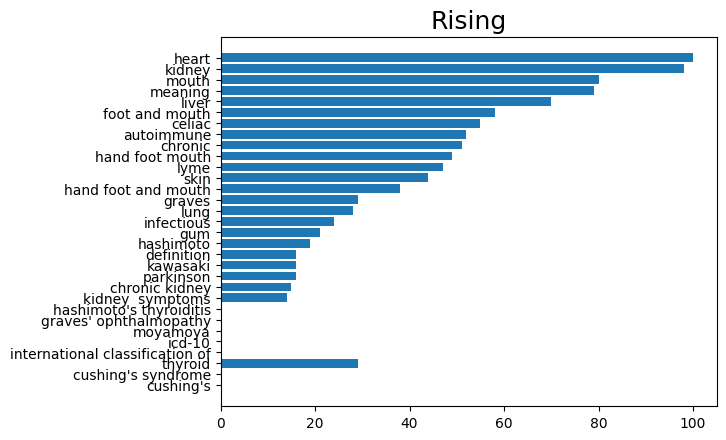 Rising
heart
kidney
mouth
meaning
liver
foot and mouth
celiac
autoimmune
chronic
hand foot mouth
lyme
skin
hand foot and mouth
graves
lung
infectious
gum
hashimoto
definition
kawasaki
parkinson
chronic kidney
kidney  symptoms
hashimoto's thyroiditis
graves' ophthalmopathy
moyamoya
icd-10
international classification of
thyroid
cushing's syndrome
cushing's
0 20 40 60 80 100